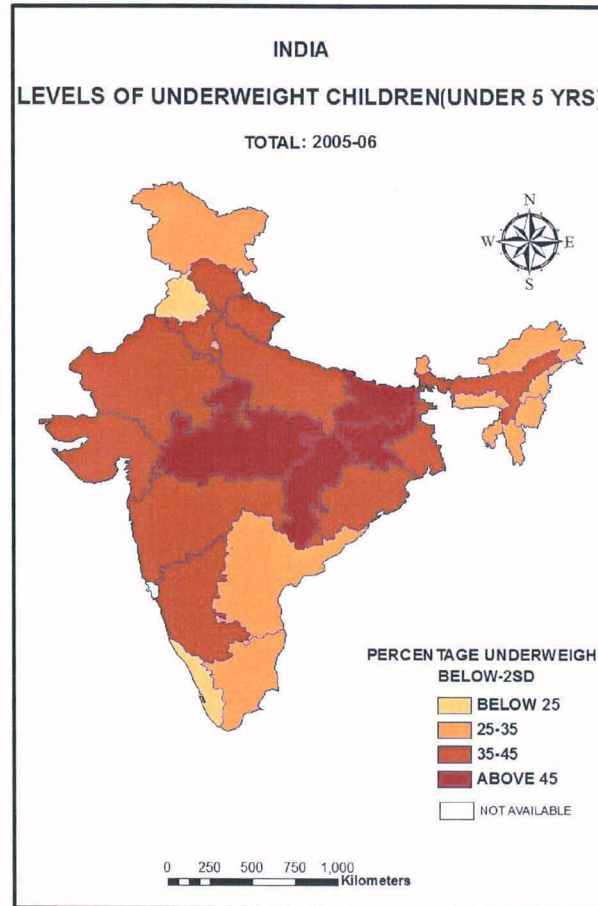 INDIA
LEVELS OF UNDERWEIGHT CHILDREN(UNDER 5 YRS)
TOTAL: 2005-06
N
W E
S
PERCENTAGE UNDERWEIGH
BELOW-2SD
BELOW 25
25-35
35-45
ABOVE 45
NOT AVAILABLE
0 250 500 750 1,000
Kilometers